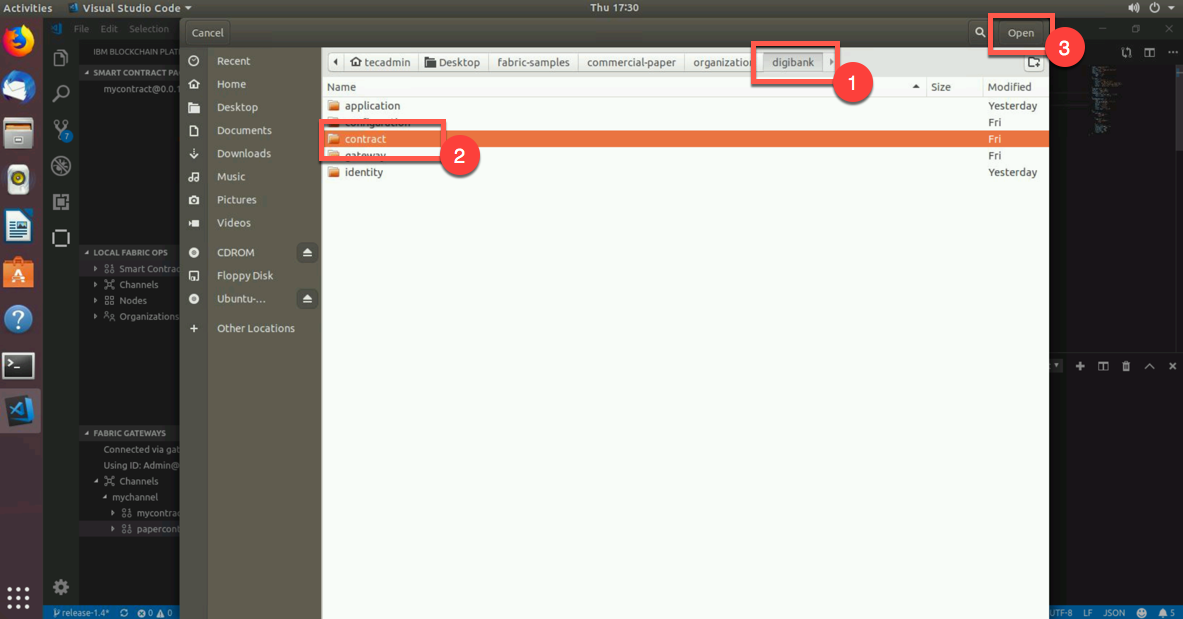 Activities Visual Studio Code Thu 17:30
File Edit Selection
Cancel Open 3
IBM BLOCKCHAIN PLAT
SMART CONTRACT PA
mycontract@0.0.1
7
LOCAL FABRIC OPS
Smart Contrac
Channels
Nodes
Organizations
FABRIC GATEWAYS
Connected via gat
Using ID: Admin@
Channels
mychannel
mycontrac
papercont
Recent
Home
Desktop
Documents
Downloads
Music
Pictures
Videos
CDROM
Floppy Disk
Ubuntu-...
Other Locations
tecadmin Desktop fabric-samples commercial-paper organization digibank
1
Name Size Modified
application Yesterday
configuration Fri
contract Fri
2
gateway Fri
identity Yesterday
release-1.4* 0 0 UTF-8 LF JSON 5